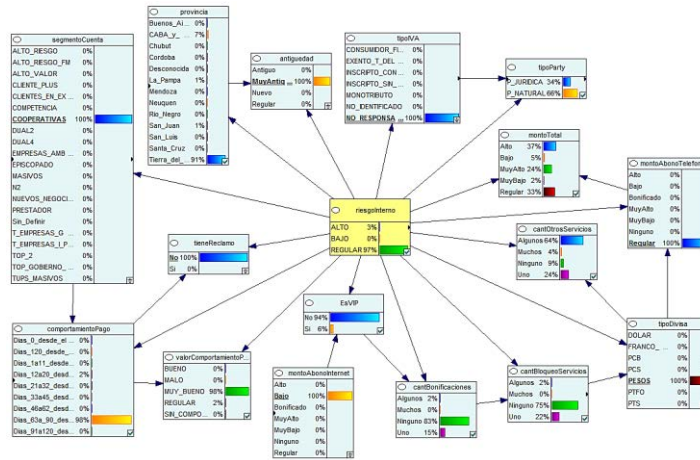 segmentoCuenta
ALTO_RESGO 0%
ALTO_RESGO_FM 0%
ALTO_VALOR 0%
CLIENTE_PLUS 0%
CLIENTES_EN_EX ... 0%
COMPETENCIA 0%
COOPERATIVAS 100%
DUAL2 0%
DUAL4 0%
EMPRESAS_AMB ... 0%
EPISCOPADO 0%
MASIVOS 0%
N2 0%
NUEVOS_NEGOCI... 0%
PRESTADOR 0%
Sin_Definir 0%
T_EMPRESAS_G ... 0%
T_EMPRESAS_I_P... 0%
TOP_2 0%
TOP_GOBIERNO_ ... 0%
TUPS_MASIVOS 0%
provincia
Buenos_Ai... 0%
CABA_y_ ... 7%
Chubut 0%
Cordoba 0%
Desconocida 0%
La_Pampa 1%
Mendoza 0%
Neuquen 0%
Rio_Negro 0%
San_Juan 1%
San_Luis 0%
Santa_Cruz 0%
Tierra_del_... 91%
antiguedad
Antiguo 0%
MuyAntig ... 100%
Nuevo 0%
Regular 0%
tipoIVA
CONSUMIDOR_FI... 0%
EXENTO_T_DEL ... 0%
INSCRIPTO_CON ... 0%
INSCRIPTO_SIN_... 0%
MONOTRIBUTO 0%
NO_IDENTIFICADO 0%
NO_RESPONSA ... 100%
tipoParty
P_JURIDICA 34%
P_NATURAL 66%
montoTotal
Alto 37%
Bajo 5%
MuyAlto 24%
MuyBajo 2%
Regular 33%
montoAbonoTelefon
Alto 0%
Bajo 0%
Bonificado 0%
MuyAlto 0%
MuyBajo 0%
Ninguno 0%
Regular 100%
riesgoInterno
ALTO 3%
BAJO 0%
REGULAR 97%
tieneReclamo
No 100%
Si 0%
cantOtrosServicios
Algunos 64%
Muchos 4%
Ninguno 9%
Uno 24%
EsVIP
No 94%
Si 6%
comportamientoPago
Dias_0_desde_el ... 0%
Dias_120_desde_... 0%
Dias_1a11_desde... 0%
Dias_12a20_desd... 2%
Dias_21a32_desd... 0%
Dias_33a45_desd... 0%
Dias_46a62_desd... 0%
Dias_63a_90_des... 98%
Dias_91a120_des... 0%
valorComportamientoP...
BUENO 0%
MALO 0%
MUY_BUENO 98%
REGULAR 2%
SIN_COMPO... 0%
montoAbonoInternet
Alto 0%
Bajo 100%
Bonificado 0%
MuyAlto 0%
MuyBajo 0%
Ninguno 0%
Regular 0%
cantBonificaciones
Algunos 2%
Muchos 0%
Ninguno 83%
Uno 15%
cantBloqueoServicios
Algunos 2%
Muchos 0%
Ninguno 75%
Uno 22%
tipoDivisa
DOLAR 0%
FRANCO_ ... 0%
PCB 0%
PCS 0%
PESOS 100%
PTFO 0%
PTS 0%